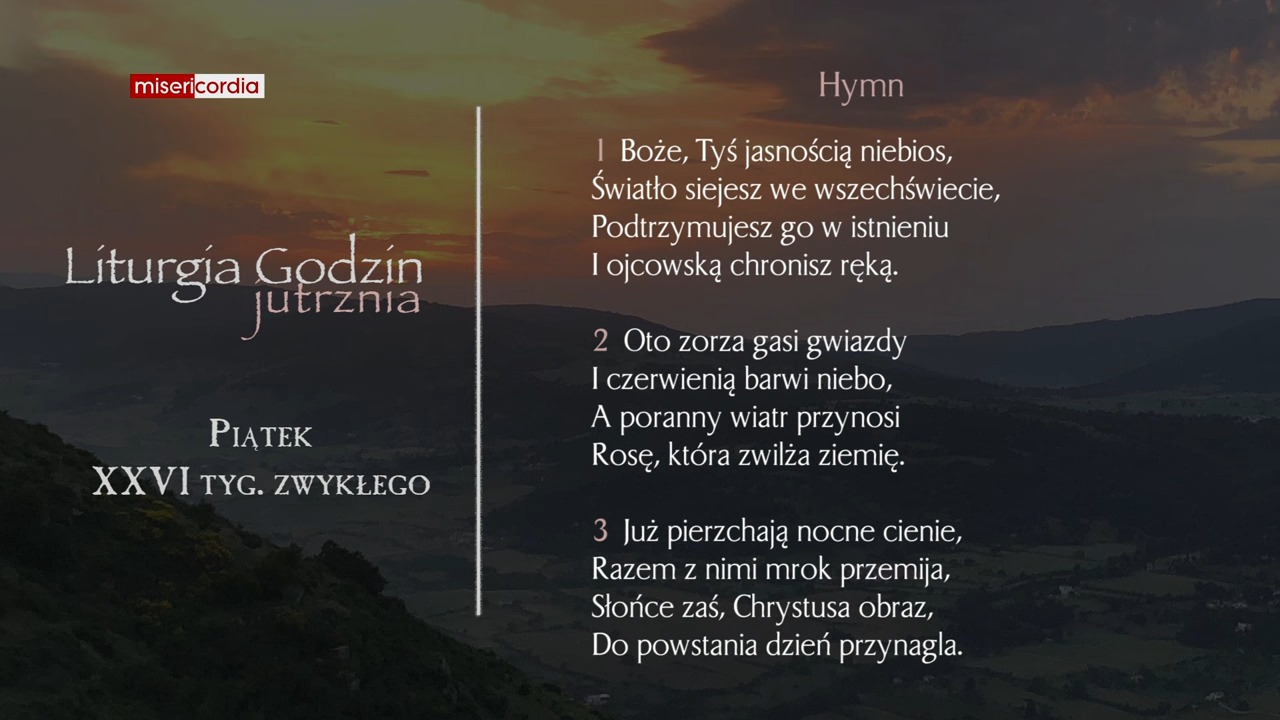 misericordia
Liturgia Godzin
jutrznia
Piątek
XXVI tyg. zwykłego
Hymn
1 Boże, Tyś jasnością niebios,
Światło siejesz we wszechświecie,
Podtrzymujesz go w istnieniu
I ojcowską chronisz ręką.
2 Oto zorza gasi gwiazdy
I czerwienią barwi niebo,
A poranny wiatr przynosi
Rosę, która zwilża ziemię.
3 Już pierzchają nocne cienie,
Razem z nimi mrok przemija,
Słońce zaś, Chrystusa obraz,
Do powstania dzień przynagla.